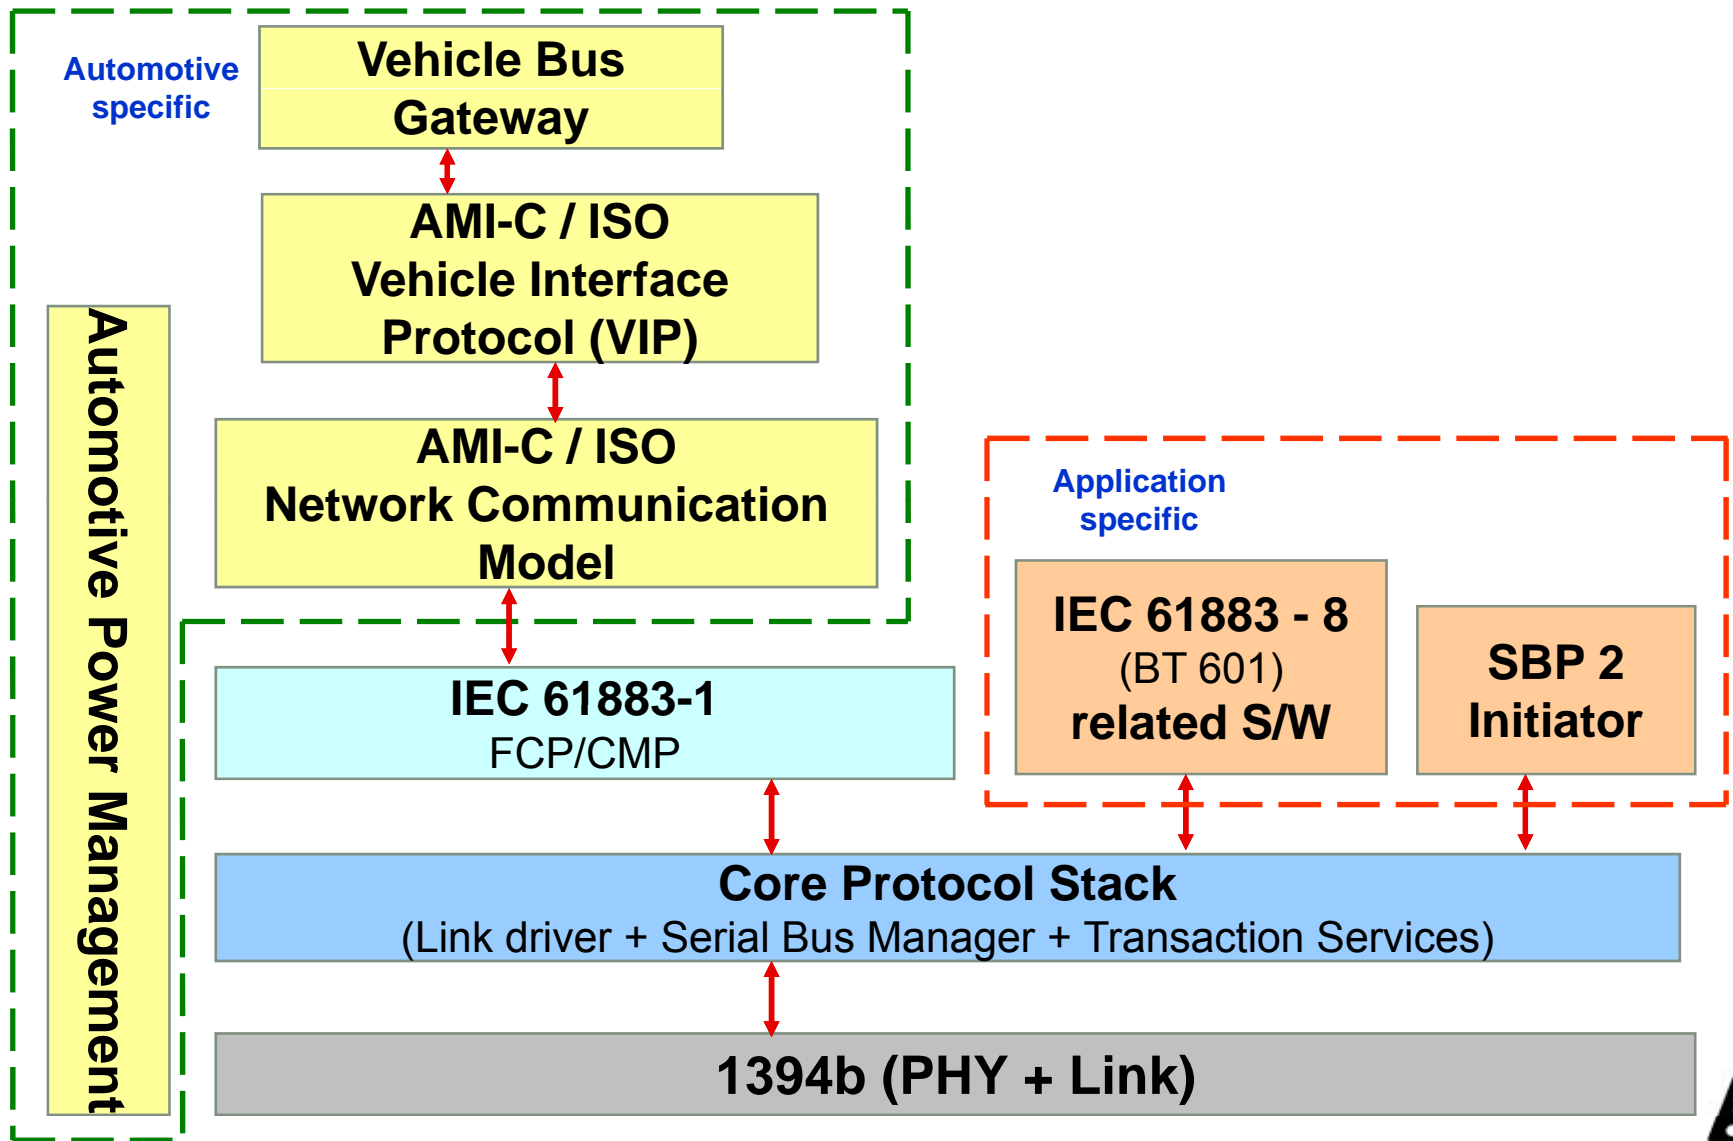 Automotive
specific
Vehicle Bus
Gateway
AMI-C / ISO
Vehicle Interface
Protocol (VIP)
AMI-C / ISO
Network Communication
Model
Automotive Power Management
Application
specific
IEC 61883 - 8
(BT 601)
related S/W
SBP 2
Initiator
IEC 61883-1
FCP/CMP
Core Protocol Stack
(Link driver + Serial Bus Manager + Transaction Services)
1394b (PHY + Link)